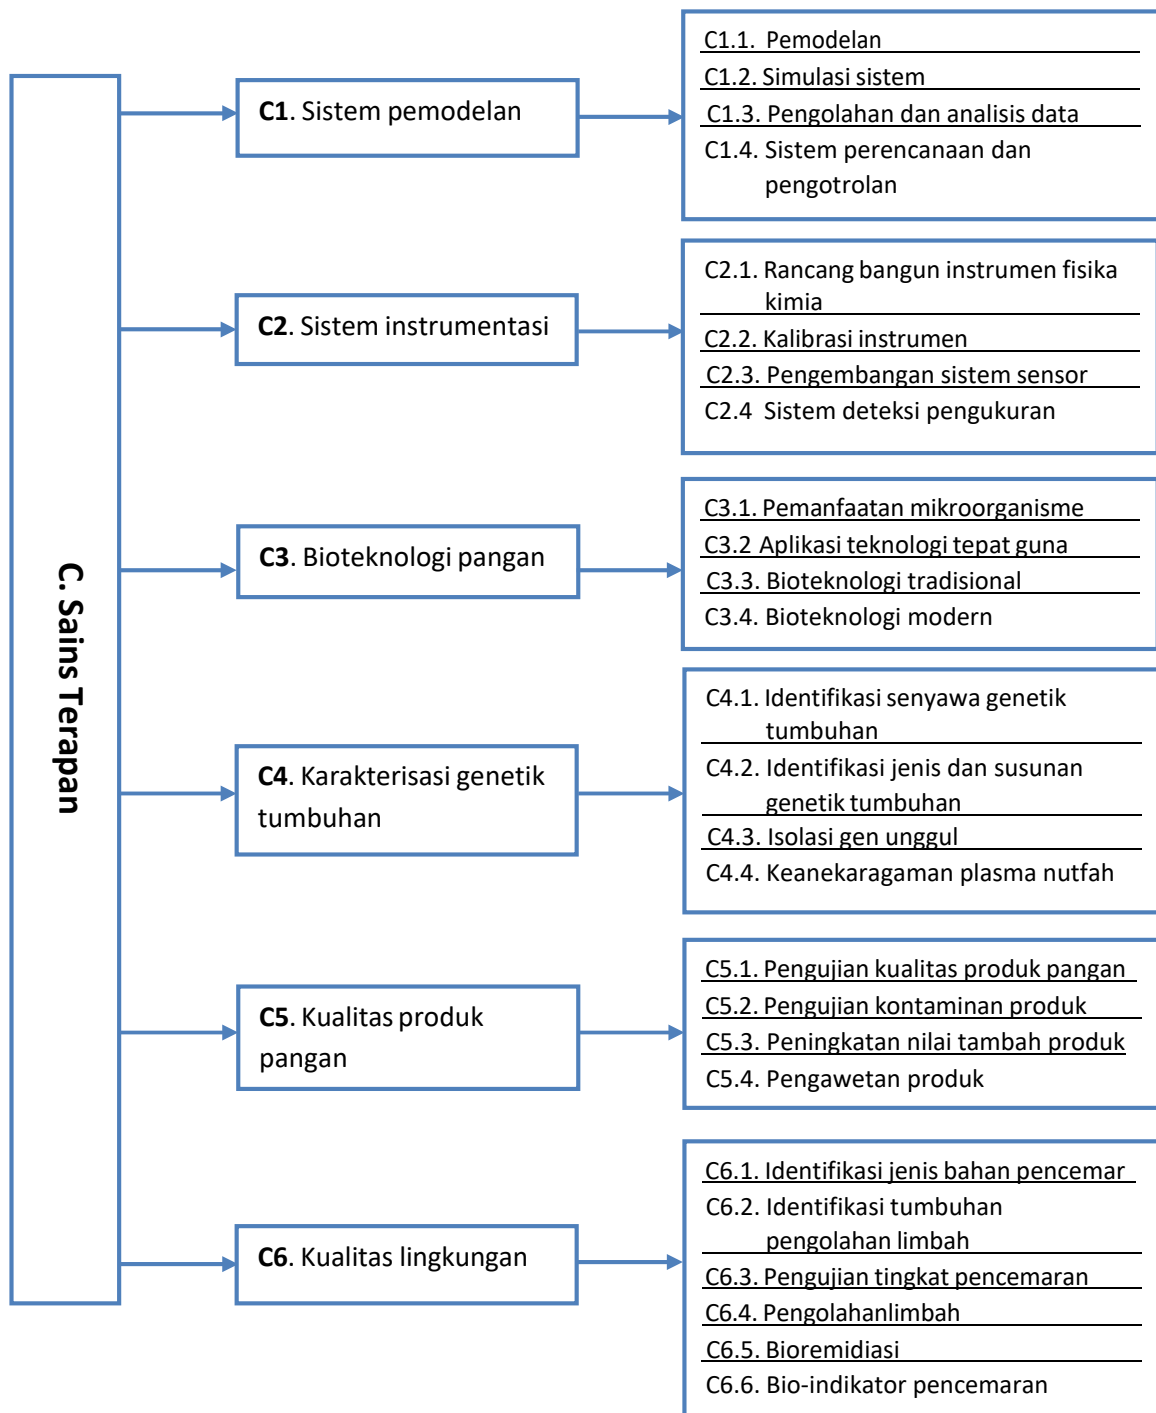 C. Sains Terapan
C1. Sistem pemodelan
C1.1. Pemodelan
C1.2. Simulasi sistem
C1.3. Pengolahan dan analisis data
C1.4. Sistem perencanaan dan
pengotrolan
C2. Sistem instrumentasi
C2.1. Rancang bangun instrumen fisika
kimia
C2.2. Kalibrasi instrumen
C2.3. Pengembangan sistem sensor
C2.4 Sistem deteksi pengukuran
C3. Bioteknologi pangan
C3.1. Pemanfaatan mikroorganisme
C3.2 Aplikasi teknologi tepat guna
C3.3. Bioteknologi tradisional
C3.4. Bioteknologi modern
C4. Karakterisasi genetik
tumbuhan
C4.1. Identifikasi senyawa genetik
tumbuhan
C4.2. Identifikasi jenis dan susunan
genetik tumbuhan
C4.3. Isolasi gen unggul
C4.4. Keanekaragaman plasma nutfah
C5. Kualitas produk
pangan
C5.1. Pengujian kualitas produk pangan
C5.2. Pengujian kontaminan produk
C5.3. Peningkatan nilai tambah produk
C5.4. Pengawetan produk
C6. Kualitas lingkungan
C6.1. Identifikasi jenis bahan pencemar
C6.2. Identifikasi tumbuhan
pengolahan limbah
C6.3. Pengujian tingkat pencemaran
C6.4. Pengolahanlimbah
C6.5. Bioremidiasi
C6.6. Bio-indikator pencemaran